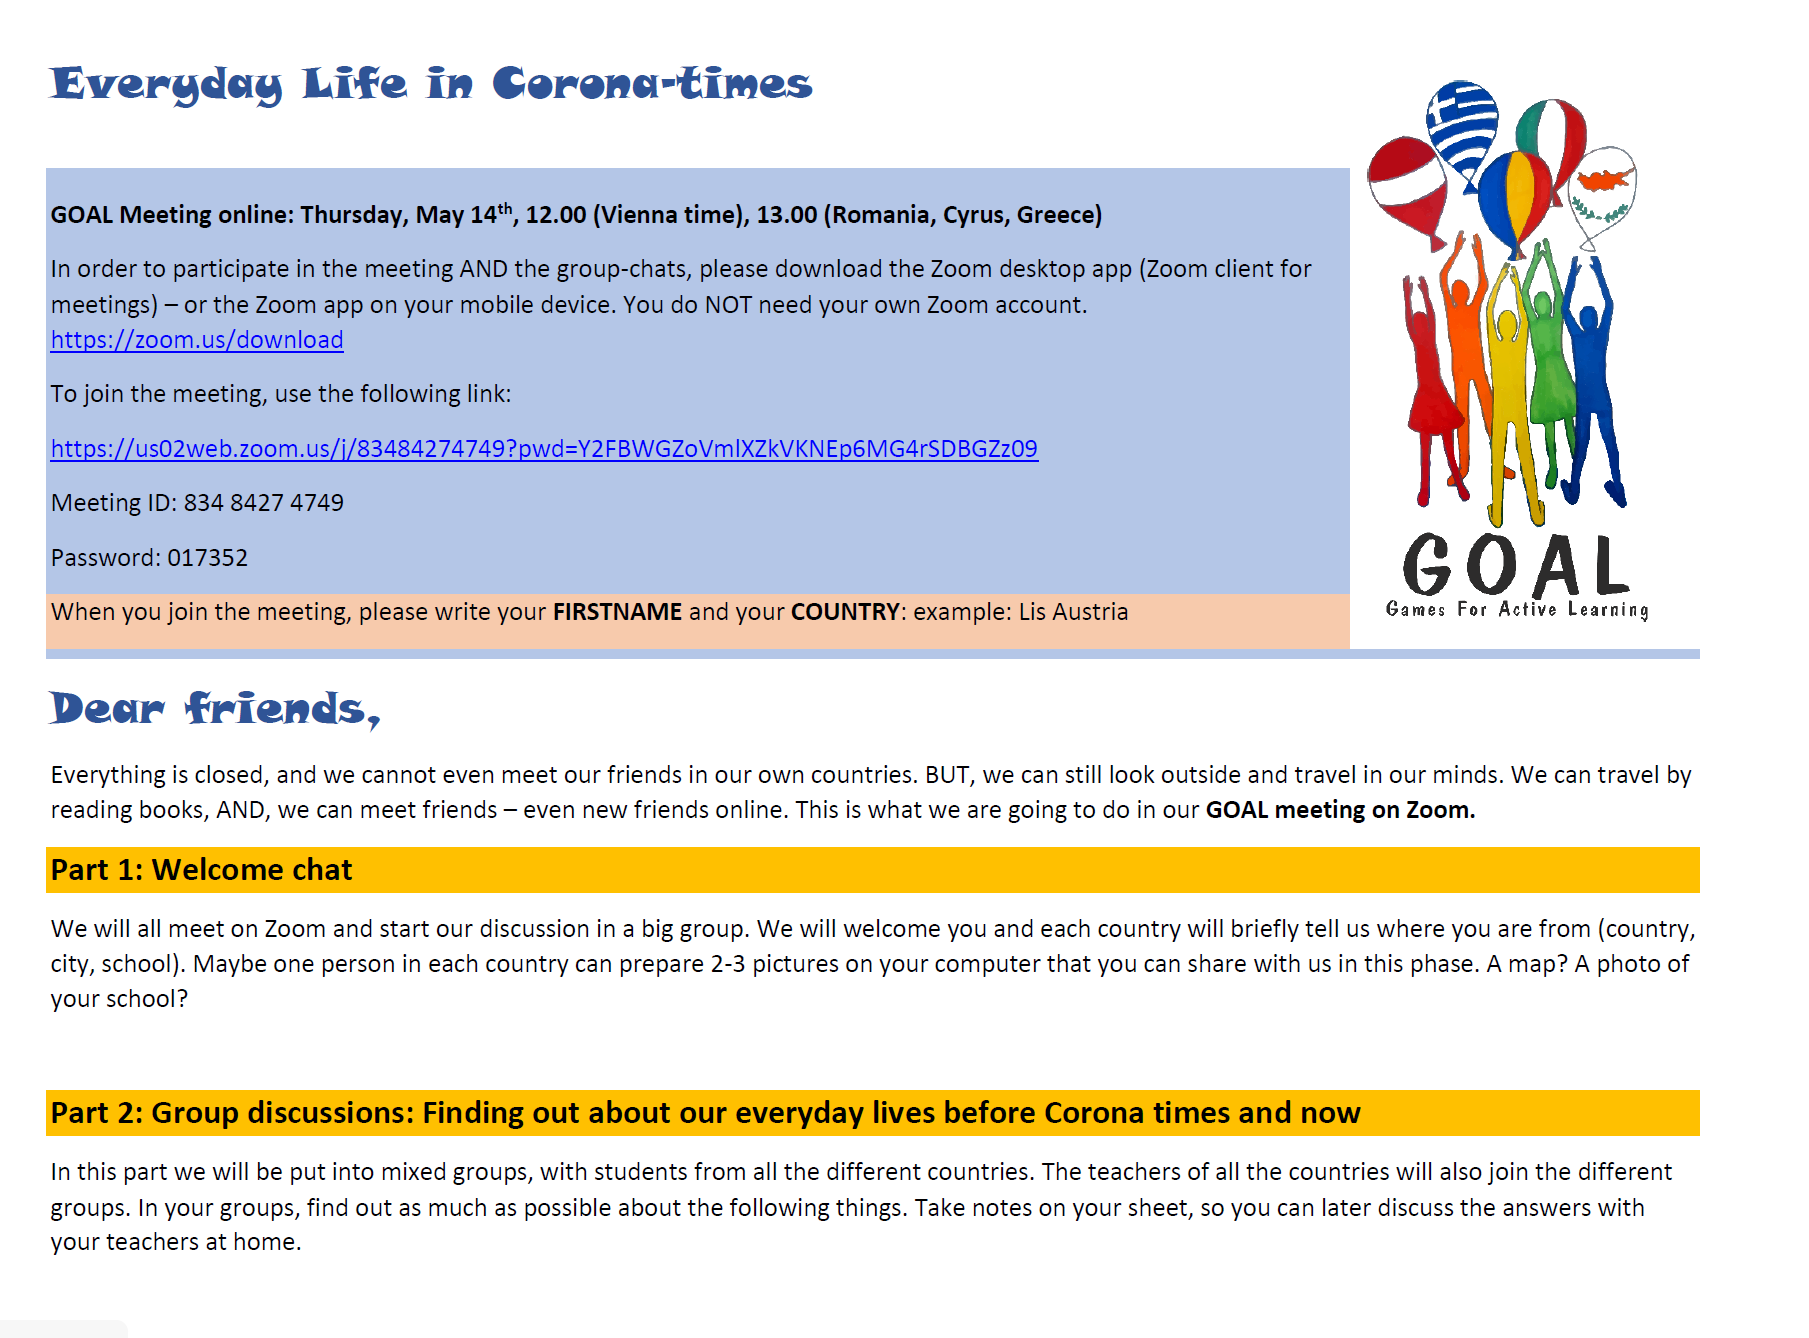 Everyday Life in Corona-times
GOAL Meeting online: Thursday, May 14th, 12.00 (Vienna time), 13.00 (Romania, Cyrus, Greece)
In order to participate in the meeting AND the group-chats, please download the Zoom desktop app (Zoom client for
meetings) – or the Zoom app on your mobile device. You do NOT need your own Zoom account.
https://zoom.us/download
To join the meeting, use the following link:
https://us02web.zoom.us/j/83484274749?pwd=Y2FBWGZoVmlXZkVKNEp6MG4rSDBGZz09
Meeting ID: 834 8427 4749
Password: 017352
When you join the meeting, please write your FIRSTNAME and your COUNTRY: example: Lis Austria
GOAL
Games For Active Learning
Dear friends,
Everything is closed, and we cannot even meet our friends in our own countries. BUT, we can still look outside and travel in our minds. We can travel by
reading books, AND, we can meet friends – even new friends online. This is what we are going to do in our GOAL meeting on Zoom.
Part 1: Welcome chat
We will all meet on Zoom and start our discussion in a big group. We will welcome you and each country will briefly tell us where you are from (country,
city, school). Maybe one person in each country can prepare 2-3 pictures on your computer that you can share with us in this phase. A map? A photo of
your school?
Part 2: Group discussions: Finding out about our everyday lives before Corona times and now
In this part we will be put into mixed groups, with students from all the different countries. The teachers of all the countries will also join the different
groups. In your groups, find out as much as possible about the following things. Take notes on your sheet, so you can later discuss the answers with
your teachers at home.